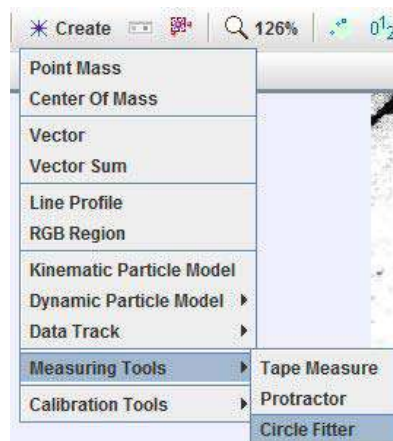 Create 126% 0¹2
Point Mass
Center Of Mass
Vector
Vector Sum
Line Profile
RGB Region
Kinematic Particle Model
Dynamic Particle Model
Data Track
Measuring Tools
Calibration Tools
Tape Measure
Protractor
Circle Fitter